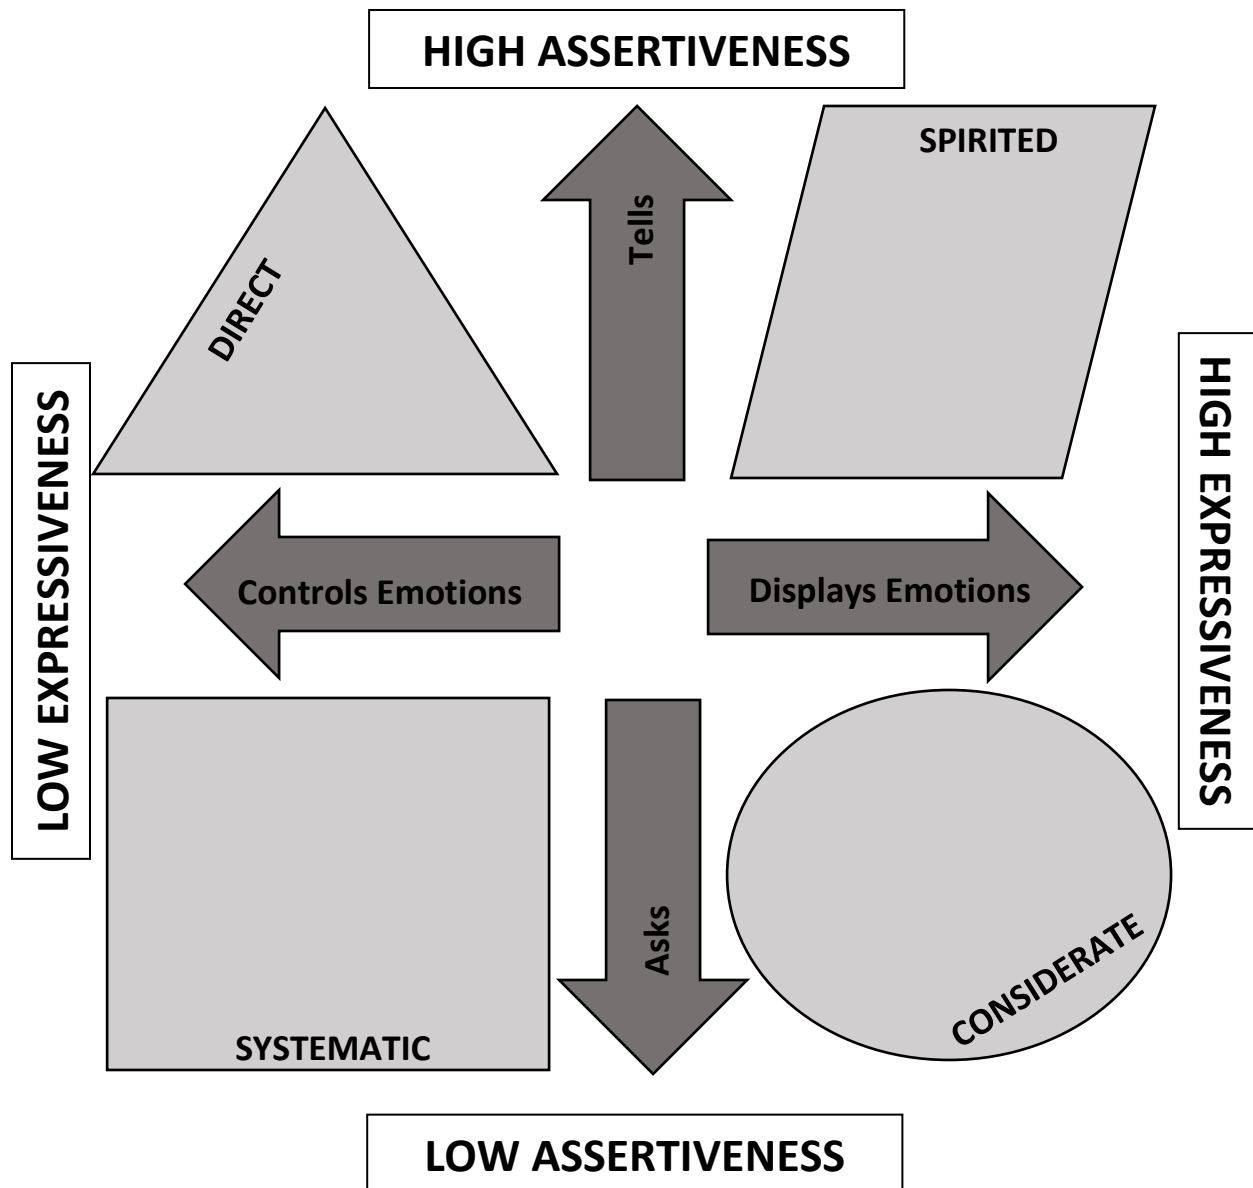 HIGH ASSERTIVENESS
SPIRITED
Tells
DIRECT
LOW EXPRESSIVENESS
HIGH EXPRESSIVENESS
Controls Emotions
Displays Emotions
Asks
CONSIDERATE
SYSTEMATIC
LOW ASSERTIVENESS